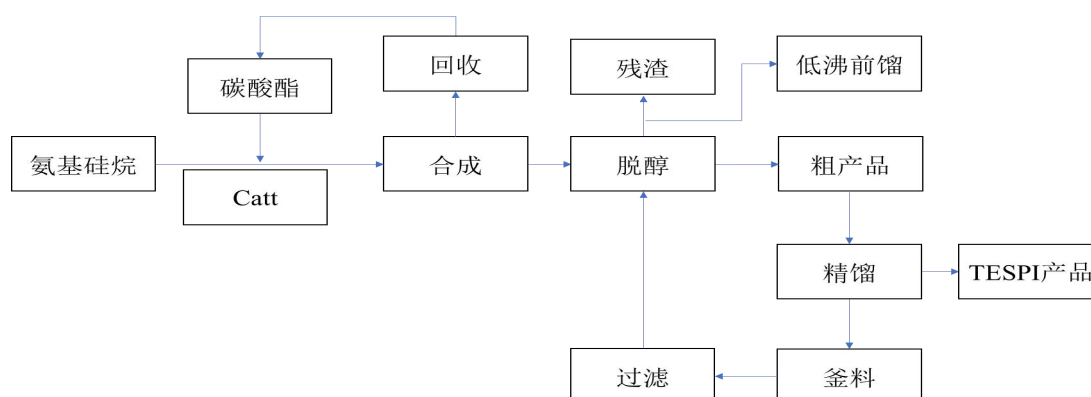 回收
残渣
低沸前馏
碳酸酯
氨基硅烷
合成
脱醇
粗产品
Catt
精馏
TESPI产品
过滤
釜料